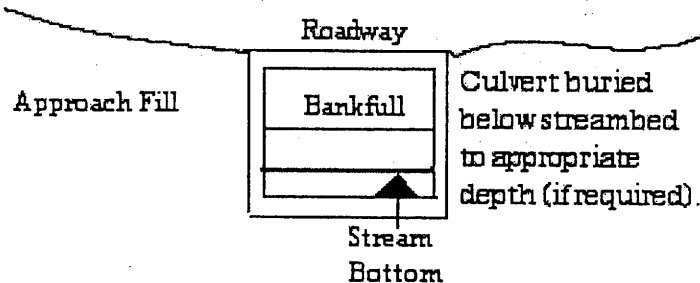 Roadway
Approach Fill
Bankfull
Culvert buried
below streambed
to appropriate
depth (if required).
Stream
Bottom